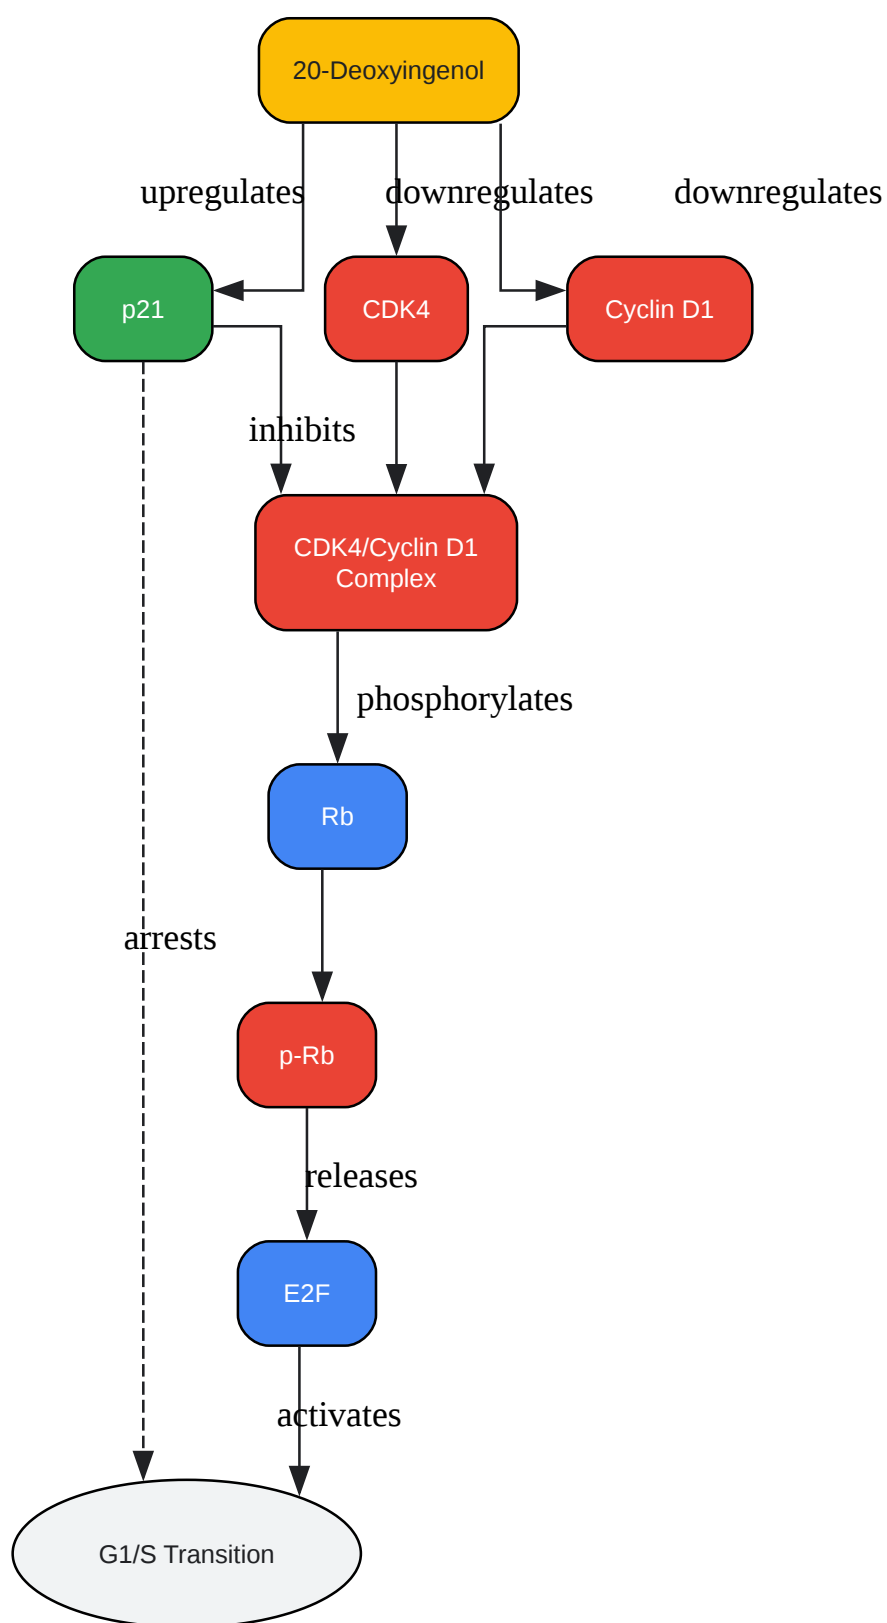 20-Deoxyingenol
upregulates
downregulates
downregulates
p21
CDK4
Cyclin D1
inhibits
CDK4/Cyclin D1
Complex
phosphorylates
Rb
arrests
p-Rb
releases
E2F
activates
G1/S Transition